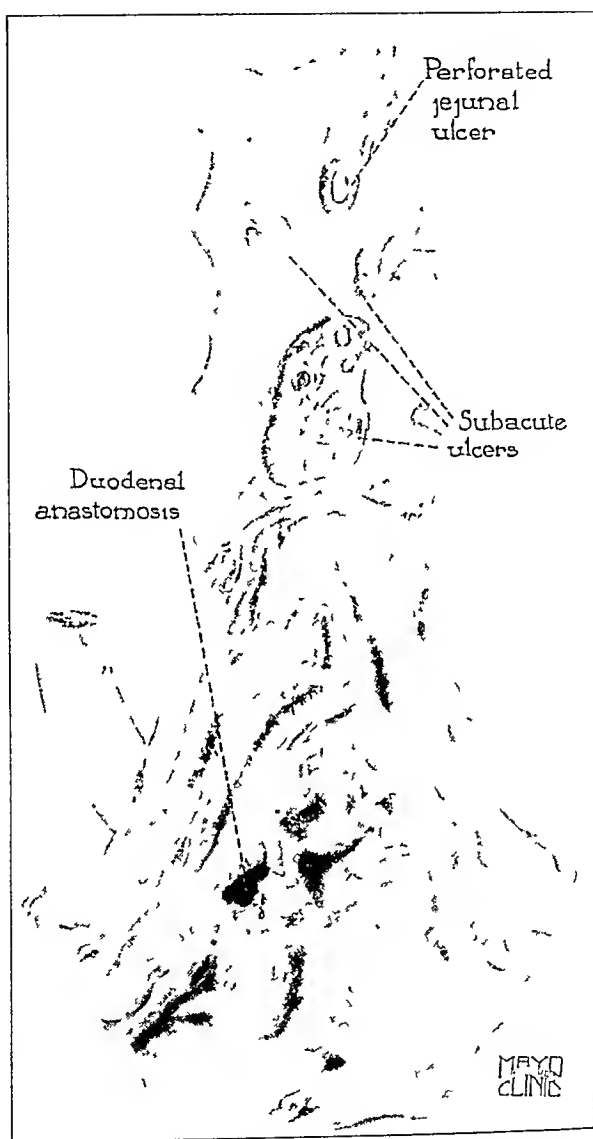 Perforated
jejunal
ulcer
Subacute
ulcers
Duodenal
anastomosis
MAYO
CLINIC